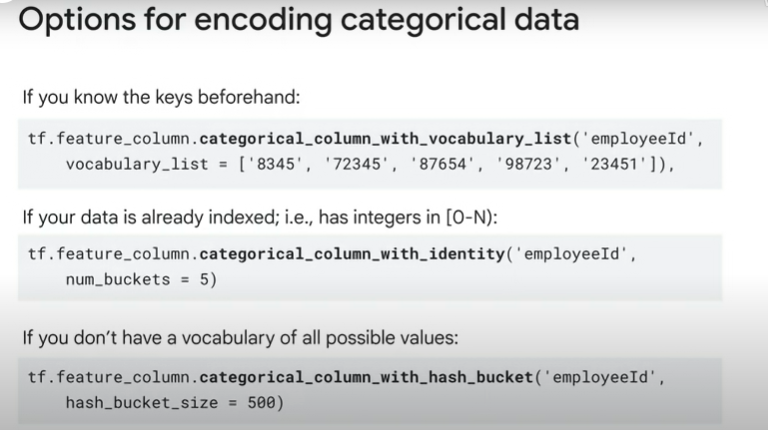 Options for encoding categorical data
If you know the keys beforehand:
tf.feature_column.categorical_column_with_vocabulary_list('employeeId',
vocabulary_list = ['8345', '72345', '87654', '98723', '23451']),
If your data is already indexed; i.e., has integers in [0-N):
tf.feature_column.categorical_column_with_identity('employeeId',
num_buckets = 5)
If you don’t have a vocabulary of all possible values:
tf.feature_column.categorical_column_with_hash_bucket('employeeId',
hash_bucket_size = 500)